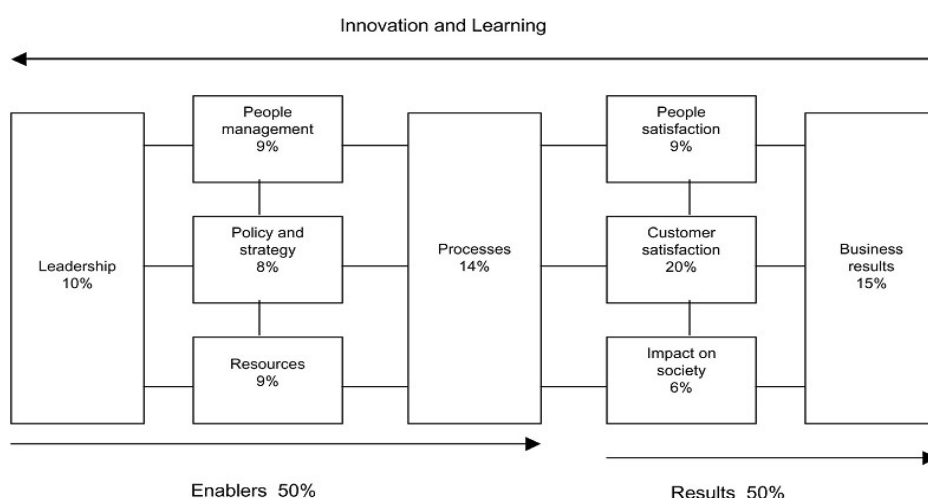 Innovation and Learning
People
management
9%
People
satisfaction
9%
Leadership
10%
Policy and
strategy
8%
Processes
14%
Customer
satisfaction
20%
Business
results
15%
Resources
9%
Impact on
society
6%
Enablers 50%
Results 50%